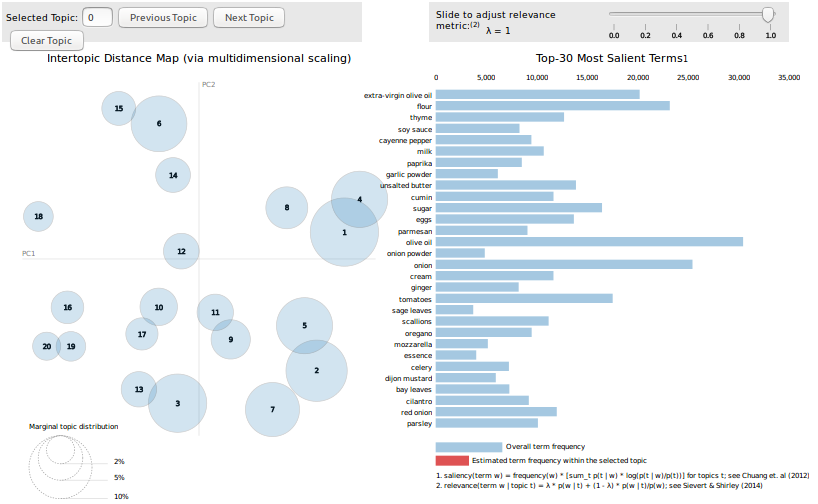 Selected Topic: 0 Previous Topic Next Topic
Clear Topic
Slide to adjust relevance
metric:(2)
λ = 1
0.0 0.2 0.4 0.6 0.8 1.0
Intertopic Distance Map (via multidimensional scaling)
PC2
PC1
15
6
14
18
8
4
1
12
16
10
11
5
17
9
20
19
2
13
3
7
Marginal topic distribution
2%
5%
10%
Top-30 Most Salient Terms1
0 5,000 10,000 15,000 20,000 25,000 30,000 35,000
extra-virgin olive oil
flour
thyme
soy sauce
cayenne pepper
milk
paprika
garlic powder
unsalted butter
cumin
sugar
eggs
parmesan
olive oil
onion powder
onion
cream
ginger
tomatoes
sage leaves
scallions
oregano
mozzarella
essence
celery
dijon mustard
bay leaves
cilantro
red onion
parsley
Overall term frequency
Estimated term frequency within the selected topic
1. saliency(term w) = frequency(w) * [sum_t p(t | w) * log(p(t | w)/p(t))] for topics t; see Chuang et. al (2012)
2. relevance(term w | topic t) = λ * p(w | t) + (1 - λ) * p(w | t)/p(w); see Sievert & Shirley (2014)